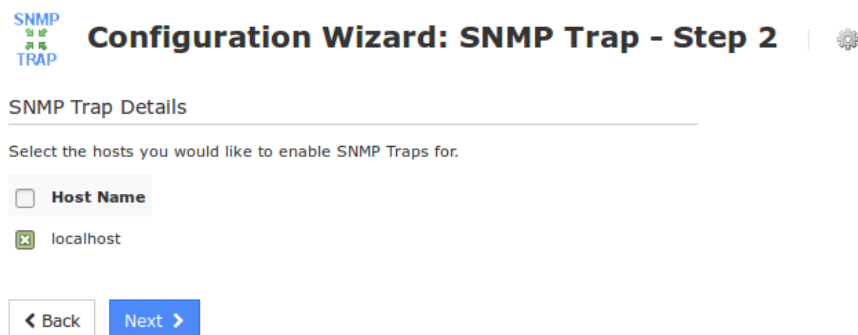 SNMP
TRAP
Configuration Wizard: SNMP Trap - Step 2
SNMP Trap Details
Select the hosts you would like to enable SNMP Traps for.
Host Name
localhost
Back
Next